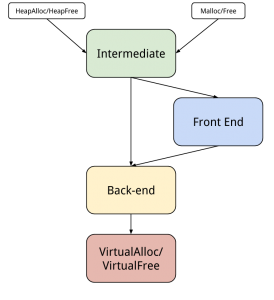 HeapAlloc/HeapFree
Malloc/Free
Intermediate
Front End
Back-end
VirtualAlloc/
VirtualFree